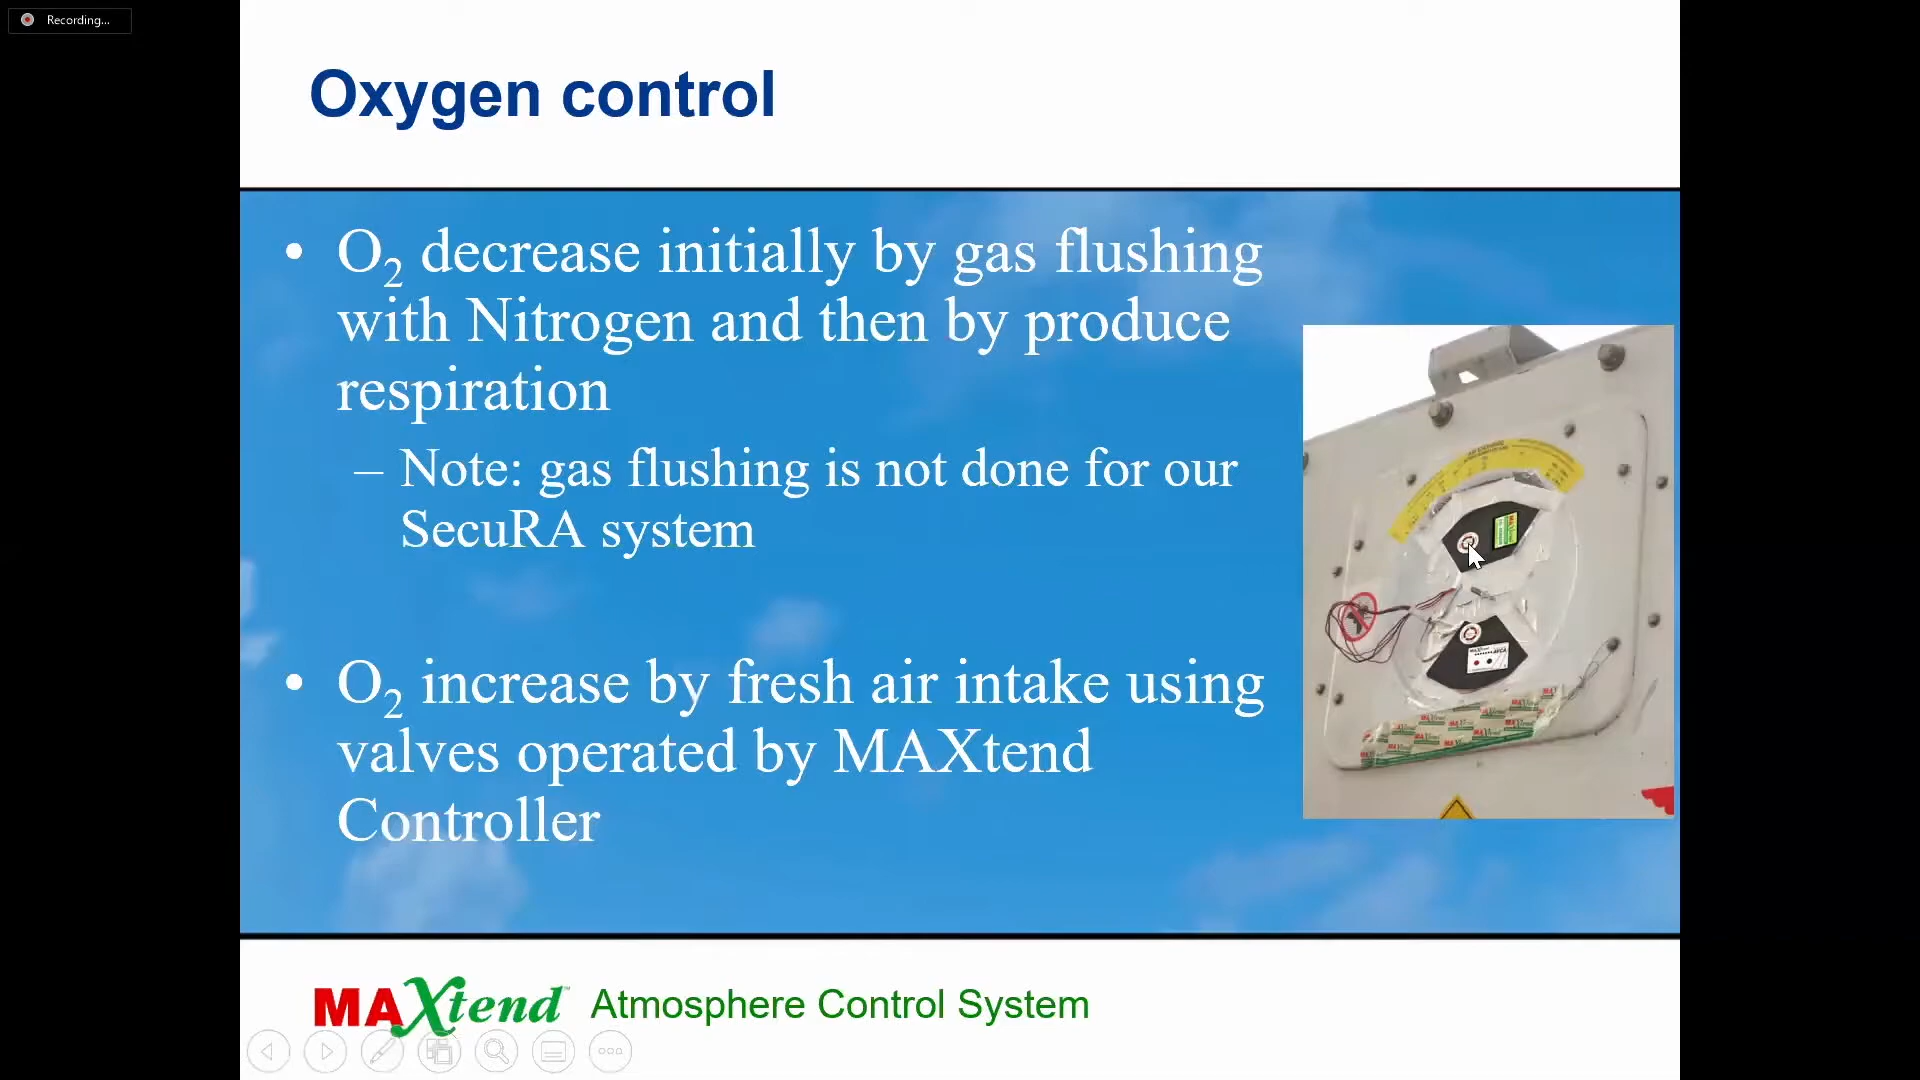 Recording...
Oxygen control
• O2 decrease initially by gas flushing
with Nitrogen and then by produce
respiration
– Note: gas flushing is not done for our
SecuRA system
• O2 increase by fresh air intake using
valves operated by MAXtend
Controller
MAXtend™ Atmosphere Control System